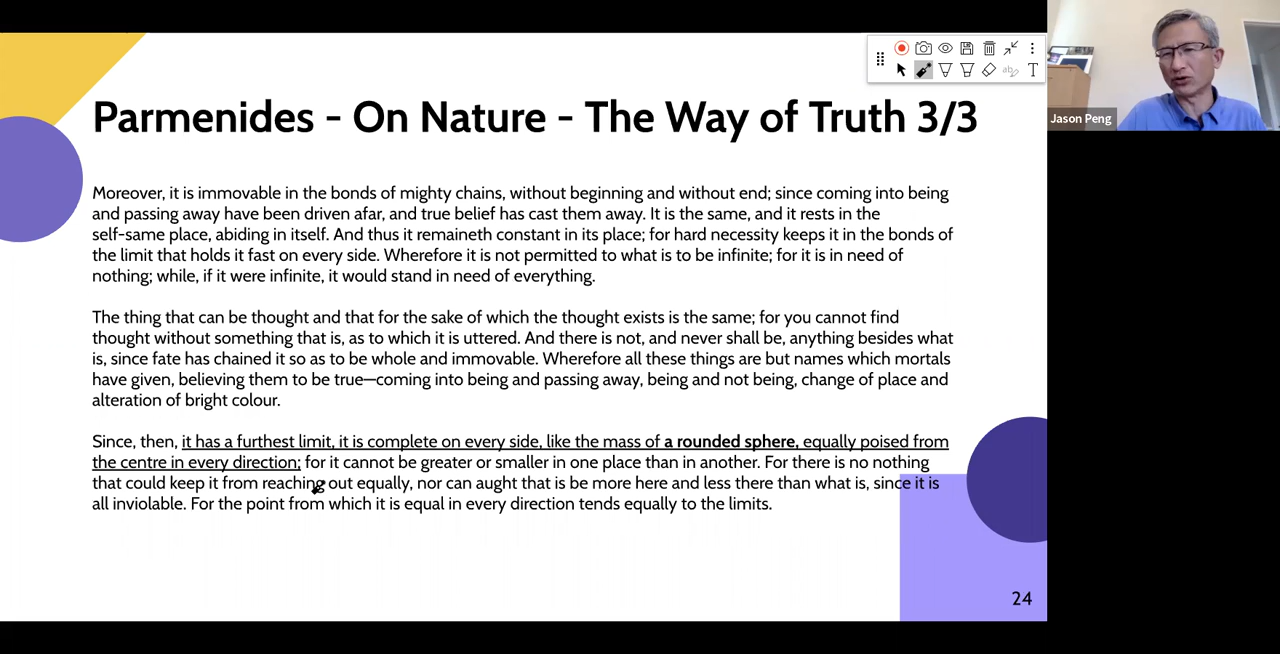 Parmenides - On Nature - The Way of Truth 3/3
Jason Peng
Moreover, it is immovable in the bonds of mighty chains, without beginning and without end; since coming into being
and passing away have been driven afar, and true belief has cast them away. It is the same, and it rests in the
self-same place, abiding in itself. And thus it remaineth constant in its place; for hard necessity keeps it in the bonds of
the limit that holds it fast on every side. Wherefore it is not permitted to what is to be infinite; for it is in need of
nothing; while, if it were infinite, it would stand in need of everything.
The thing that can be thought and that for the sake of which the thought exists is the same; for you cannot find
thought without something that is, as to which it is uttered. And there is not, and never shall be, anything besides what
is, since fate has chained it so as to be whole and immovable. Wherefore all these things are but names which mortals
have given, believing them to be true—coming into being and passing away, being and not being, change of place and
alteration of bright colour.
Since, then, it has a furthest limit, it is complete on every side, like the mass of a rounded sphere, equally poised from
the centre in every direction; for it cannot be greater or smaller in one place than in another. For there is no nothing
that could keep it from reaching out equally, nor can aught that is be more here and less there than what is, since it is
all inviolable. For the point from which it is equal in every direction tends equally to the limits.
24